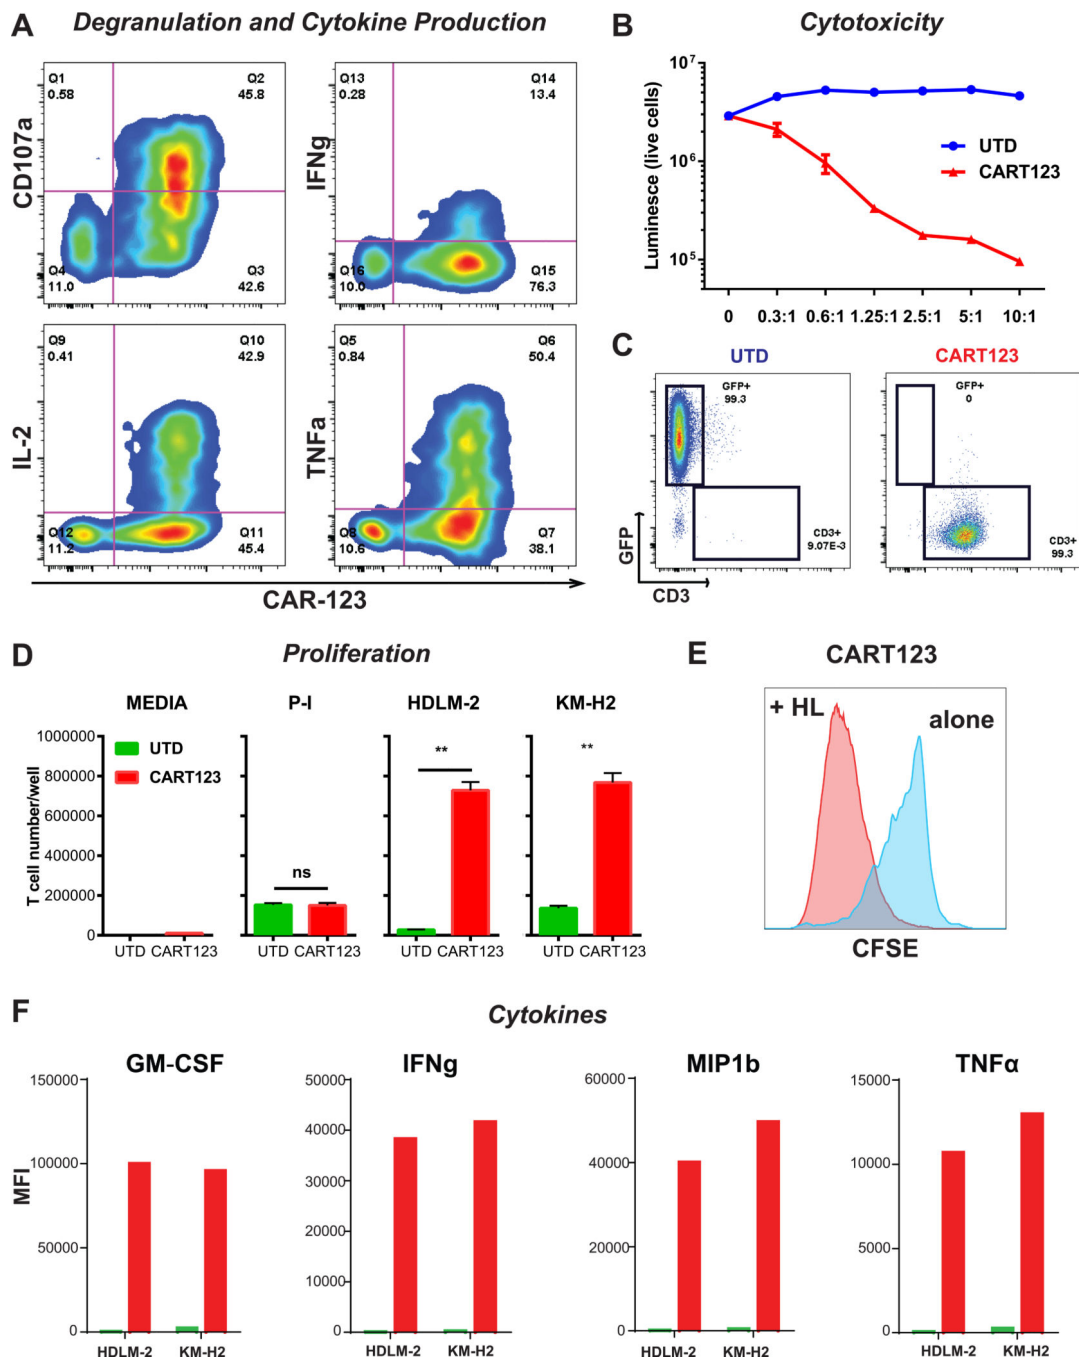 A Degranulation and Cytokine Production
Q1
0.58
Q2
45.8
Q4
11.0
Q3
42.6
CD107a
Q13
0.28
Q14
13.4
Q16
10.0
Q15
76.3
IFNg
Q9
0.41
Q10
42.9
Q12
11.2
Q11
45.4
IL-2
Q5
0.84
Q6
50.4
Q8
10.6
Q7
38.1
TNFa
CAR-123
B Cytotoxicity
Luminesce (live cells)
10^7
10^6
10^5
UTD
CART123
0 0.3:1 0.6:1 1.25:1 2.5:1 5:1 10:1
C
UTD
CART123
GFP+
99.3
CD3+
9.07E-3
GFP+
0
CD3+
99.3
GFP
CD3
D Proliferation
MEDIA P-I HDLM-2 KM-H2
T cell number/well
1000000
800000
600000
400000
200000
0
UTD
CART123
ns
**
**
UTD CART123 UTD CART123 UTD CART123 UTD CART123
E CART123
+ HL
alone
CFSE
F Cytokines
GM-CSF
MFI
150000
100000
50000
0
HDLM-2 KM-H2
IFNg
50000
40000
30000
20000
10000
0
HDLM-2 KM-H2
MIP1b
60000
40000
20000
0
HDLM-2 KM-H2
TNFα
15000
10000
5000
0
HDLM-2 KM-H2